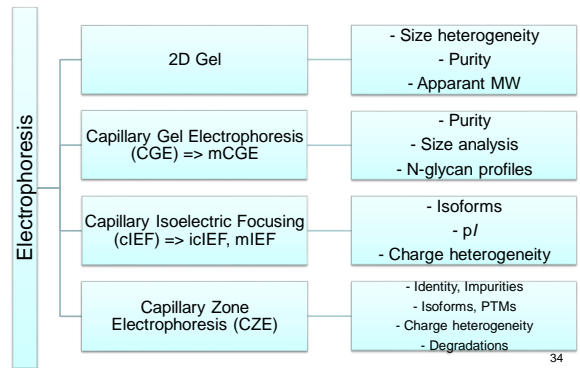 Electrophoresis
2D Gel
- Size heterogeneity
- Purity
- Apparant MW
Capillary Gel Electrophoresis
(CGE) => mCGE
- Purity
- Size analysis
- N-glycan profiles
Capillary Isoelectric Focusing
(cIEF) => icIEF, mIEF
- Isoforms
- pI
- Charge heterogeneity
Capillary Zone
Electrophoresis (CZE)
- Identity, Impurities
- Isoforms, PTMs
- Charge heterogeneity
- Degradations
34